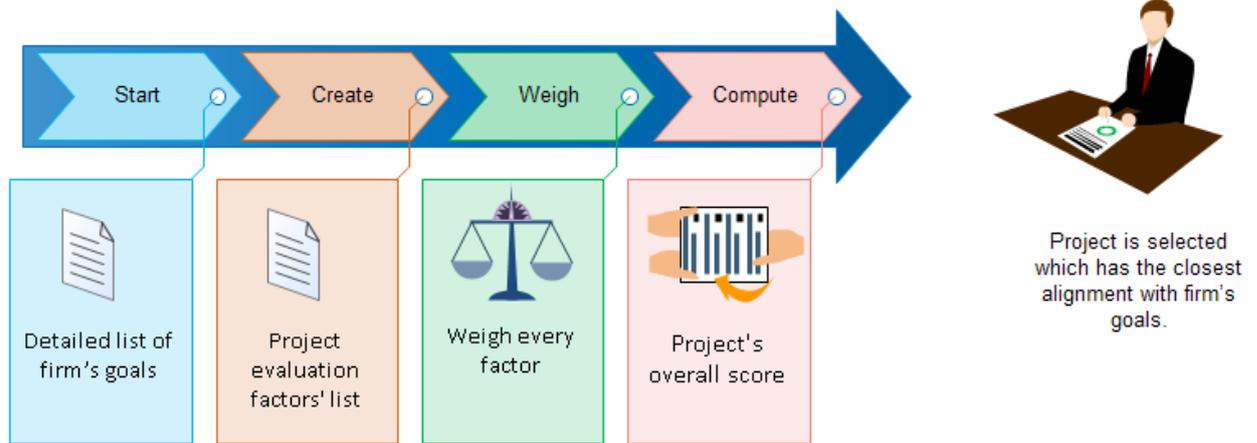 Start
Create
Weigh
Compute
Detailed list of
firm's goals
Project
evaluation
factors' list
Weigh every
factor
Project's
overall score
Project is selected
which has the closest
alignment with firm's
goals.